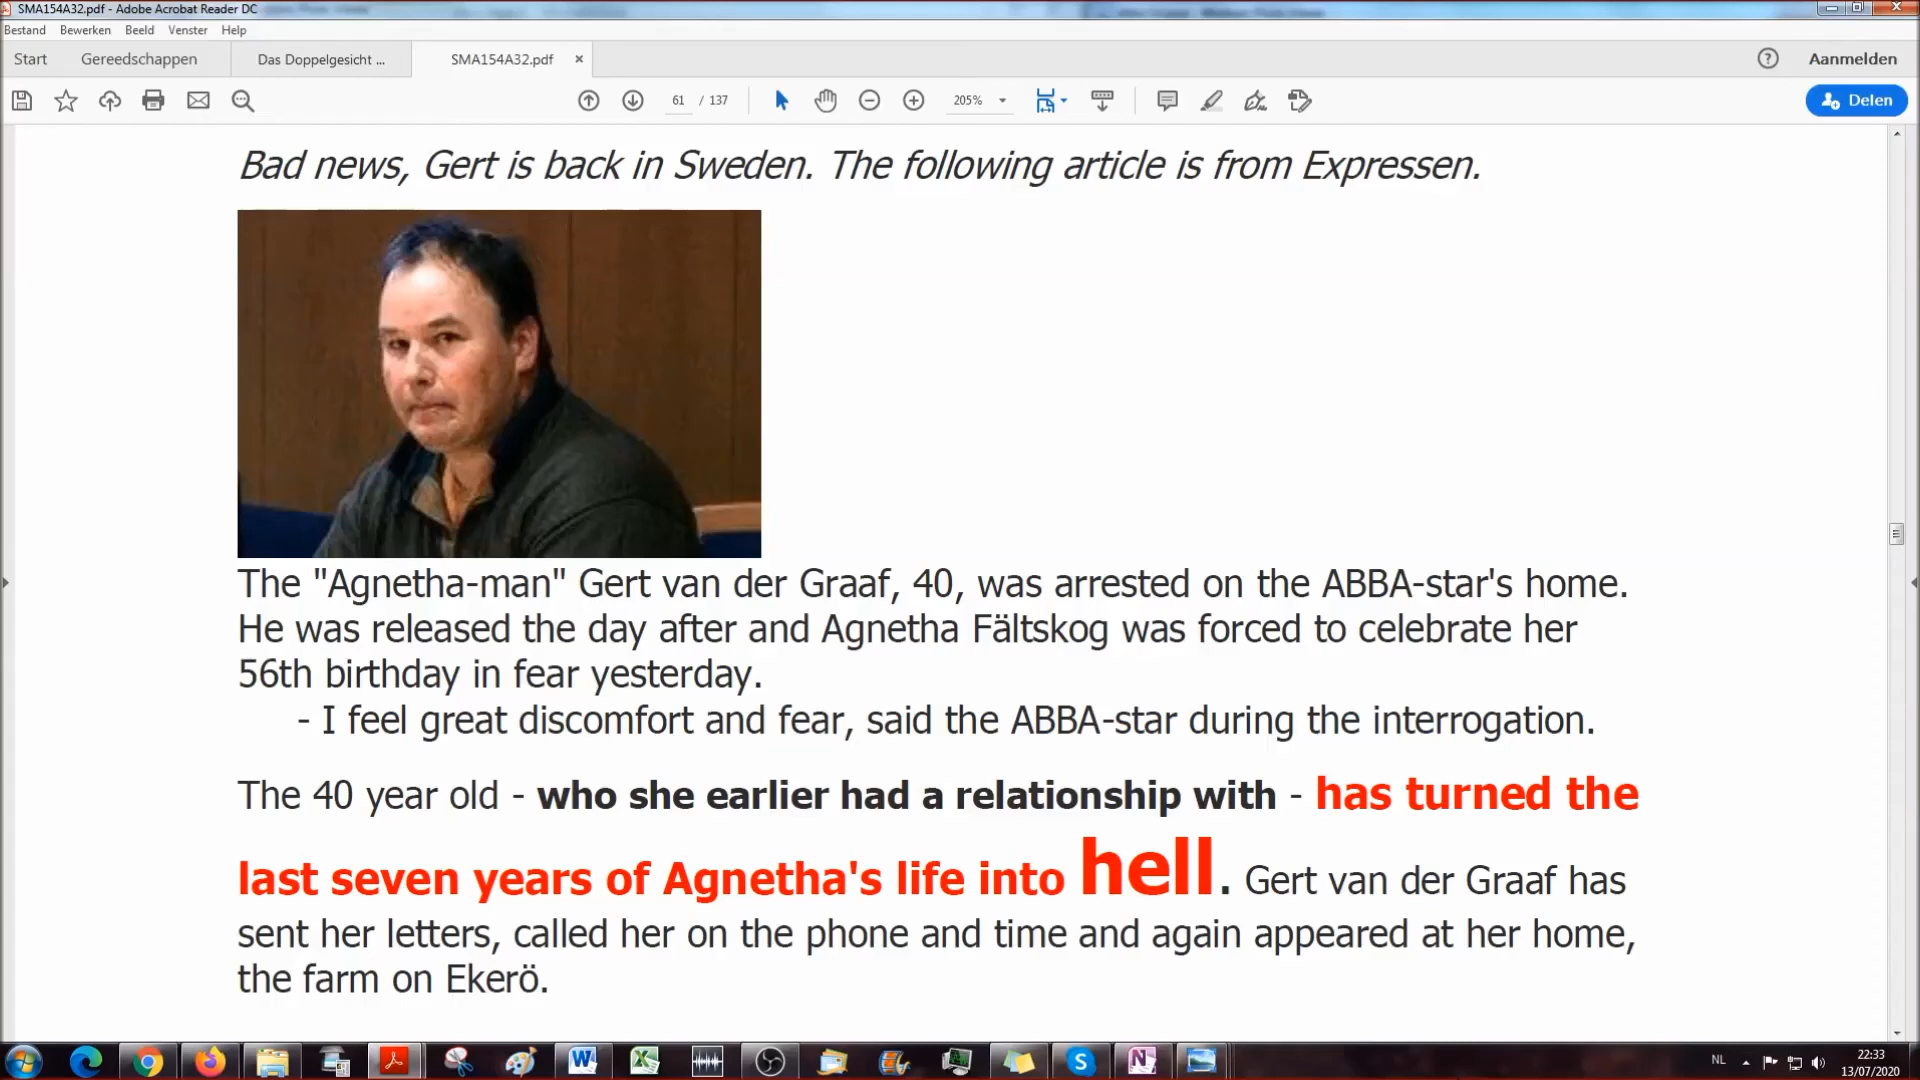 SMA154A32.pdf - Adobe Acrobat Reader DC
Bestand Bewerken Beeld Venster Help
Start Gereedschappen Das Doppelgesicht ... SMA154A32.pdf × ? Aanmelden
61 / 137 205% Delen
Bad news, Gert is back in Sweden. The following article is from Expressen.
The "Agnetha-man" Gert van der Graaf, 40, was arrested on the ABBA-star's home.
He was released the day after and Agnetha Fältskog was forced to celebrate her
56th birthday in fear yesterday.
- I feel great discomfort and fear, said the ABBA-star during the interrogation.
The 40 year old - who she earlier had a relationship with - has turned the
last seven years of Agnetha's life into hell. Gert van der Graaf has
sent her letters, called her on the phone and time and again appeared at her home,
the farm on Ekerö.
NL 22:33
13/07/2020